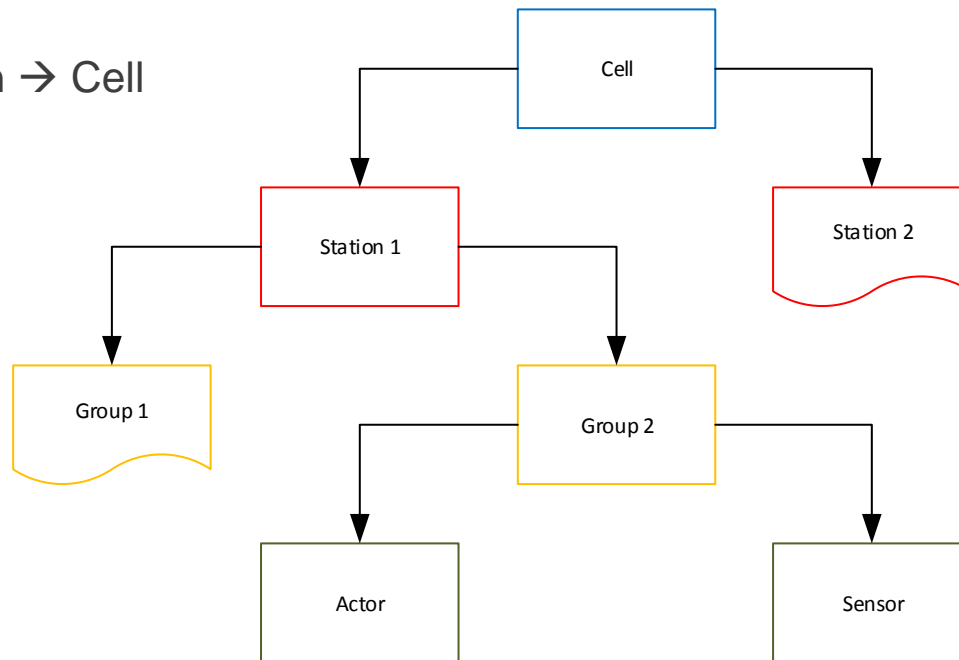 → Cell
Cell
Station 1
Station 2
Group 1
Group 2
Actor
Sensor